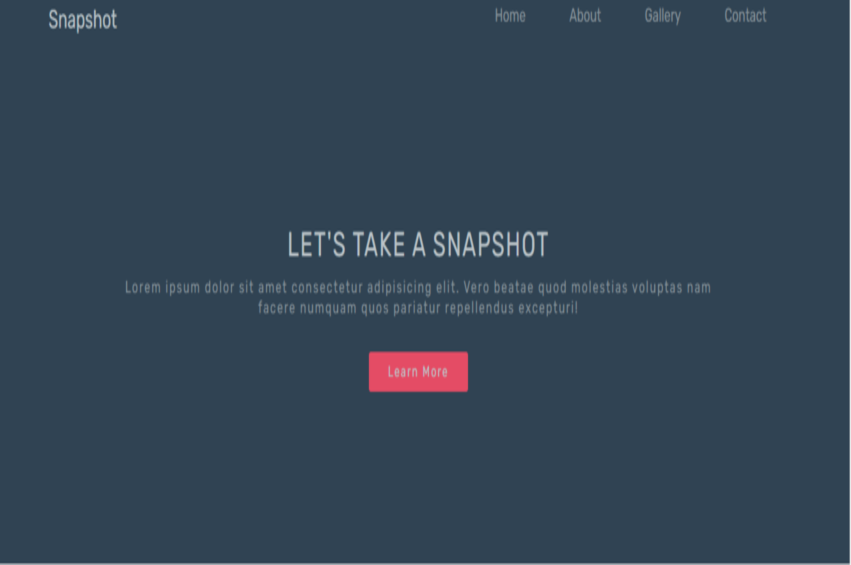 Snapshot
Home About Gallery Contact
LET'S TAKE A SNAPSHOT
Lorem ipsum dolor sit amet consectetur adipisicing elit. Vero beatae quod molestias voluptas nam
facere numquam quos pariatur repellendus excepturi!
Learn More